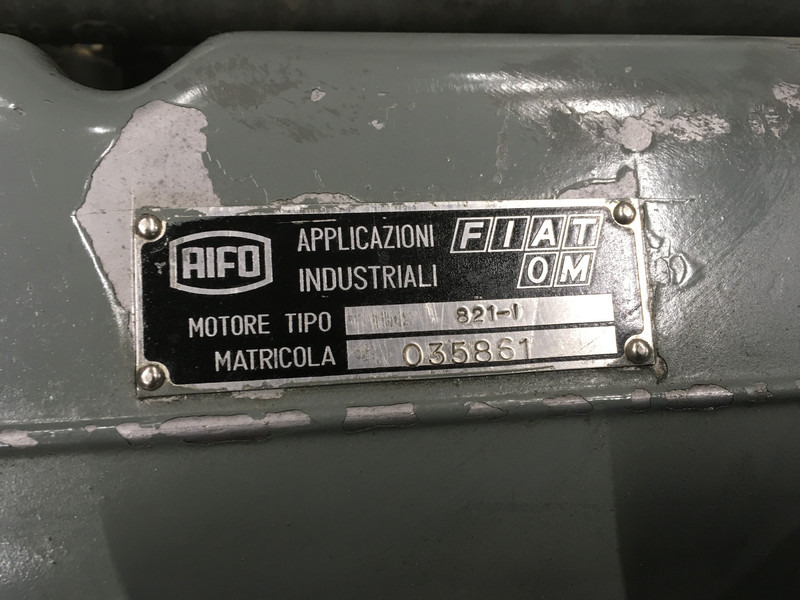 AIFO
APPLICAZIONI
INDUSTRIALI
FIAT
OM
MOTORE TIPO 821-I
MATRICOLA 035861